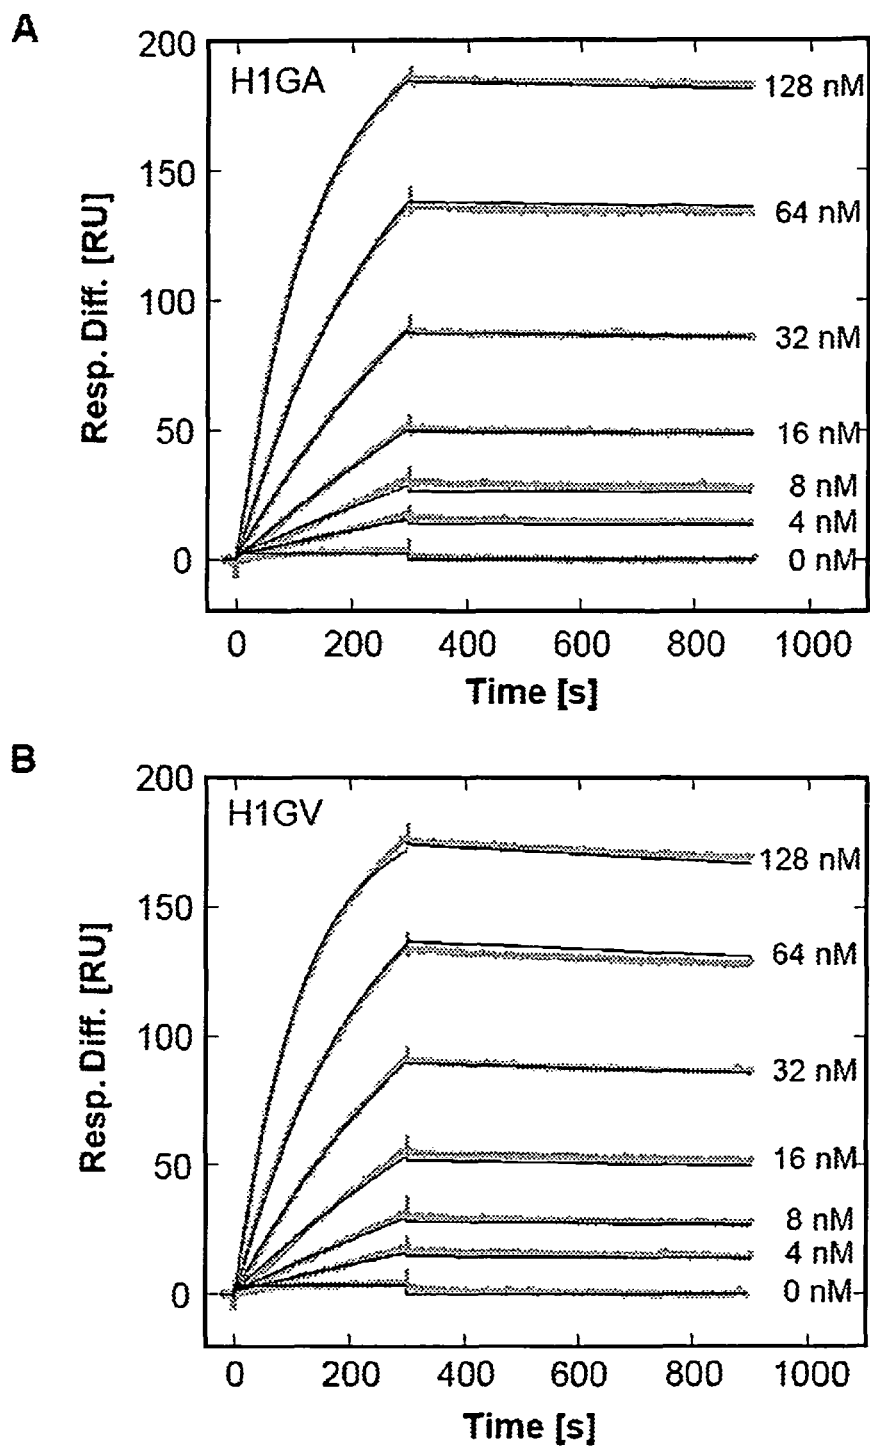 A
H1GA
Resp. Diff. [RU]
200
150
100
50
0
128 nM
64 nM
32 nM
16 nM
8 nM
4 nM
0 nM
0 200 400 600 800 1000
Time [s]
B
H1GV
Resp. Diff. [RU]
200
150
100
50
0
128 nM
64 nM
32 nM
16 nM
8 nM
4 nM
0 nM
0 200 400 600 800 1000
Time [s]